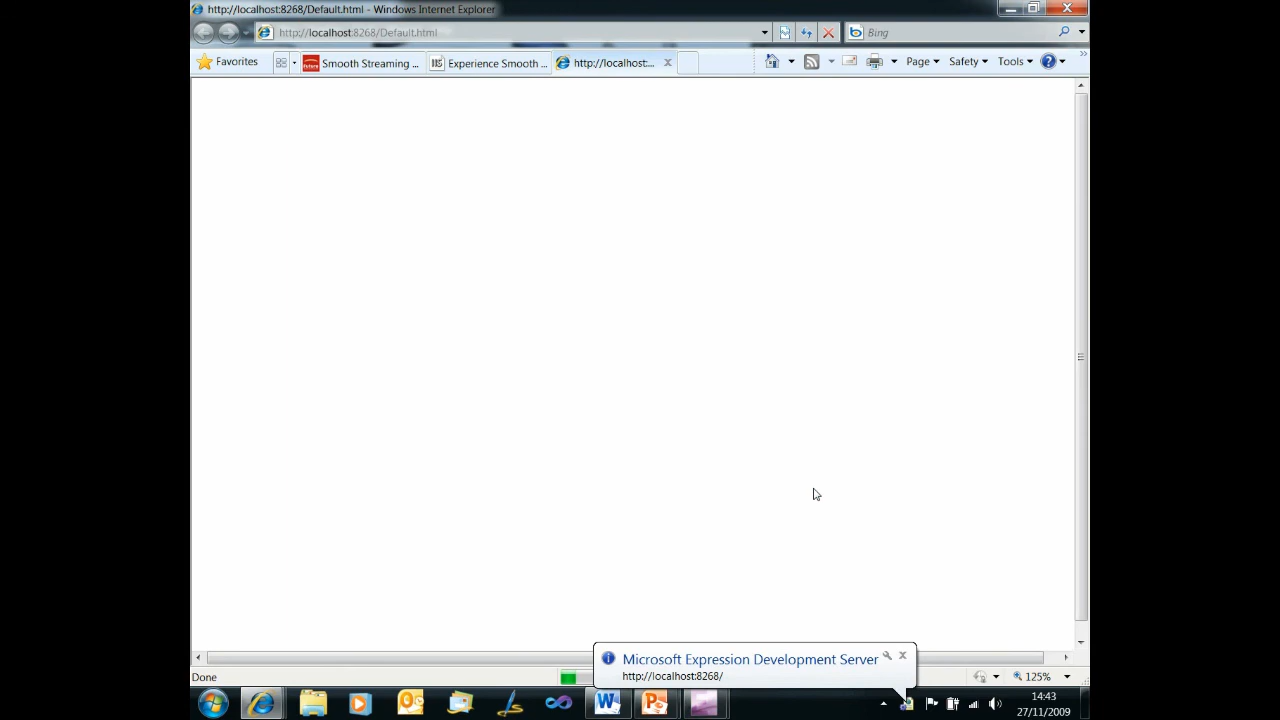 http://localhost:8268/Default.html - Windows Internet Explorer
http://localhost:8268/Default.html
Bing
Favorites
Smooth Streaming ...
Experience Smooth ...
http://localhost:...
Page
Safety
Tools
Microsoft Expression Development Server
http://localhost:8268/
Done
125%
14:43
27/11/2009